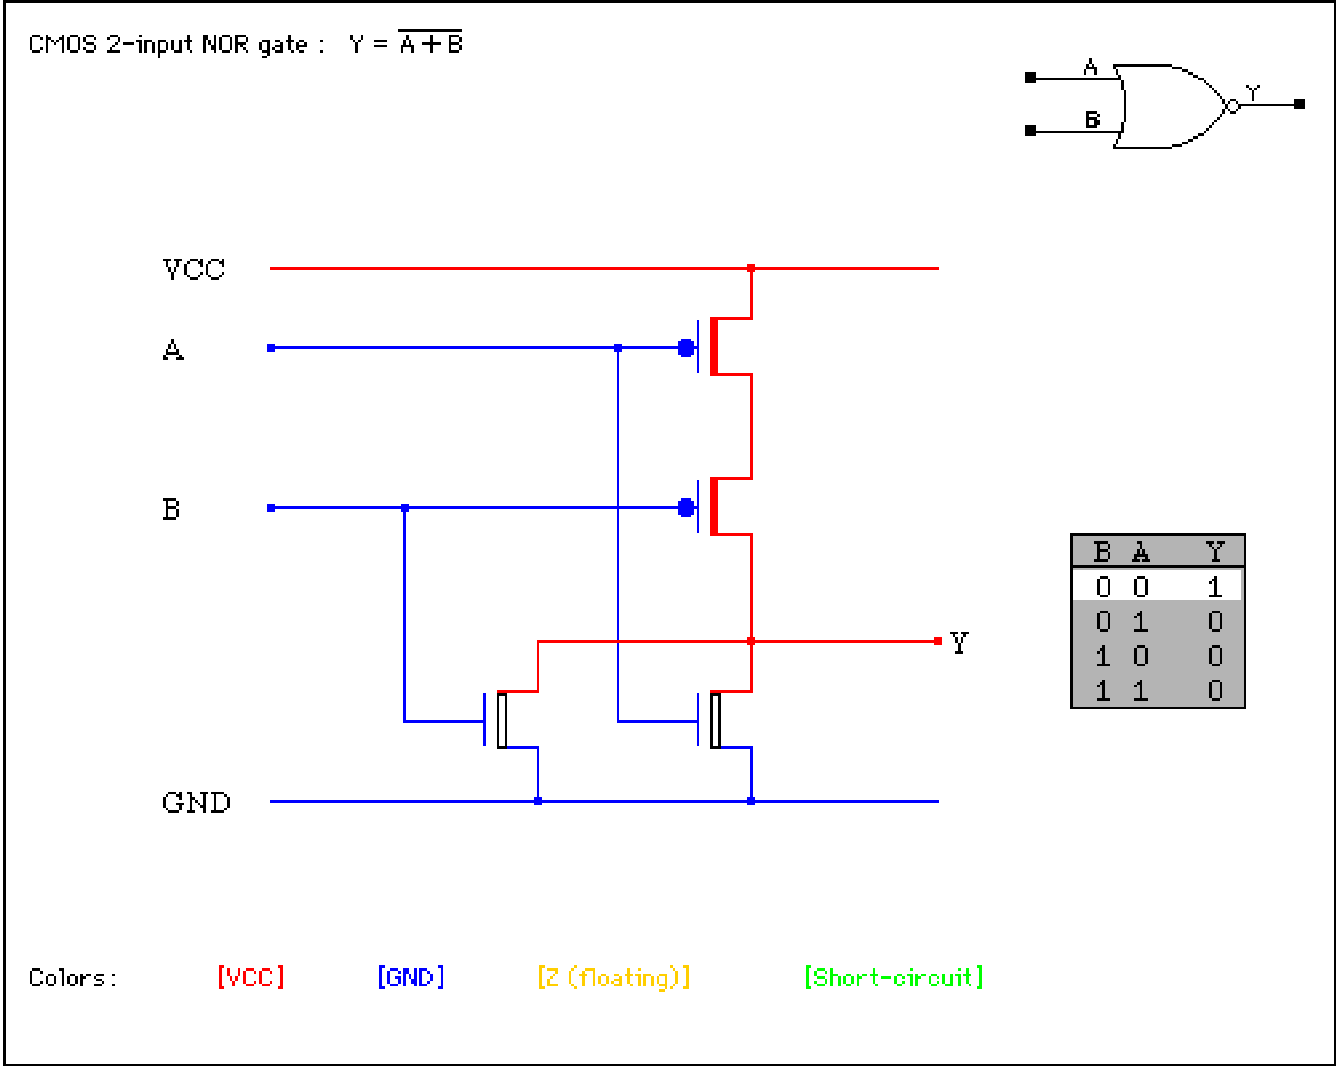 CMOS 2-input NOR gate : Y = A + B
A
Y
B
VCC
A
B
B A Y
0 0 1
0 1 0
1 0 0
1 1 0
Y
GND
Colors: [VCC] [GND] [Z (floating)] [Short-circuit]